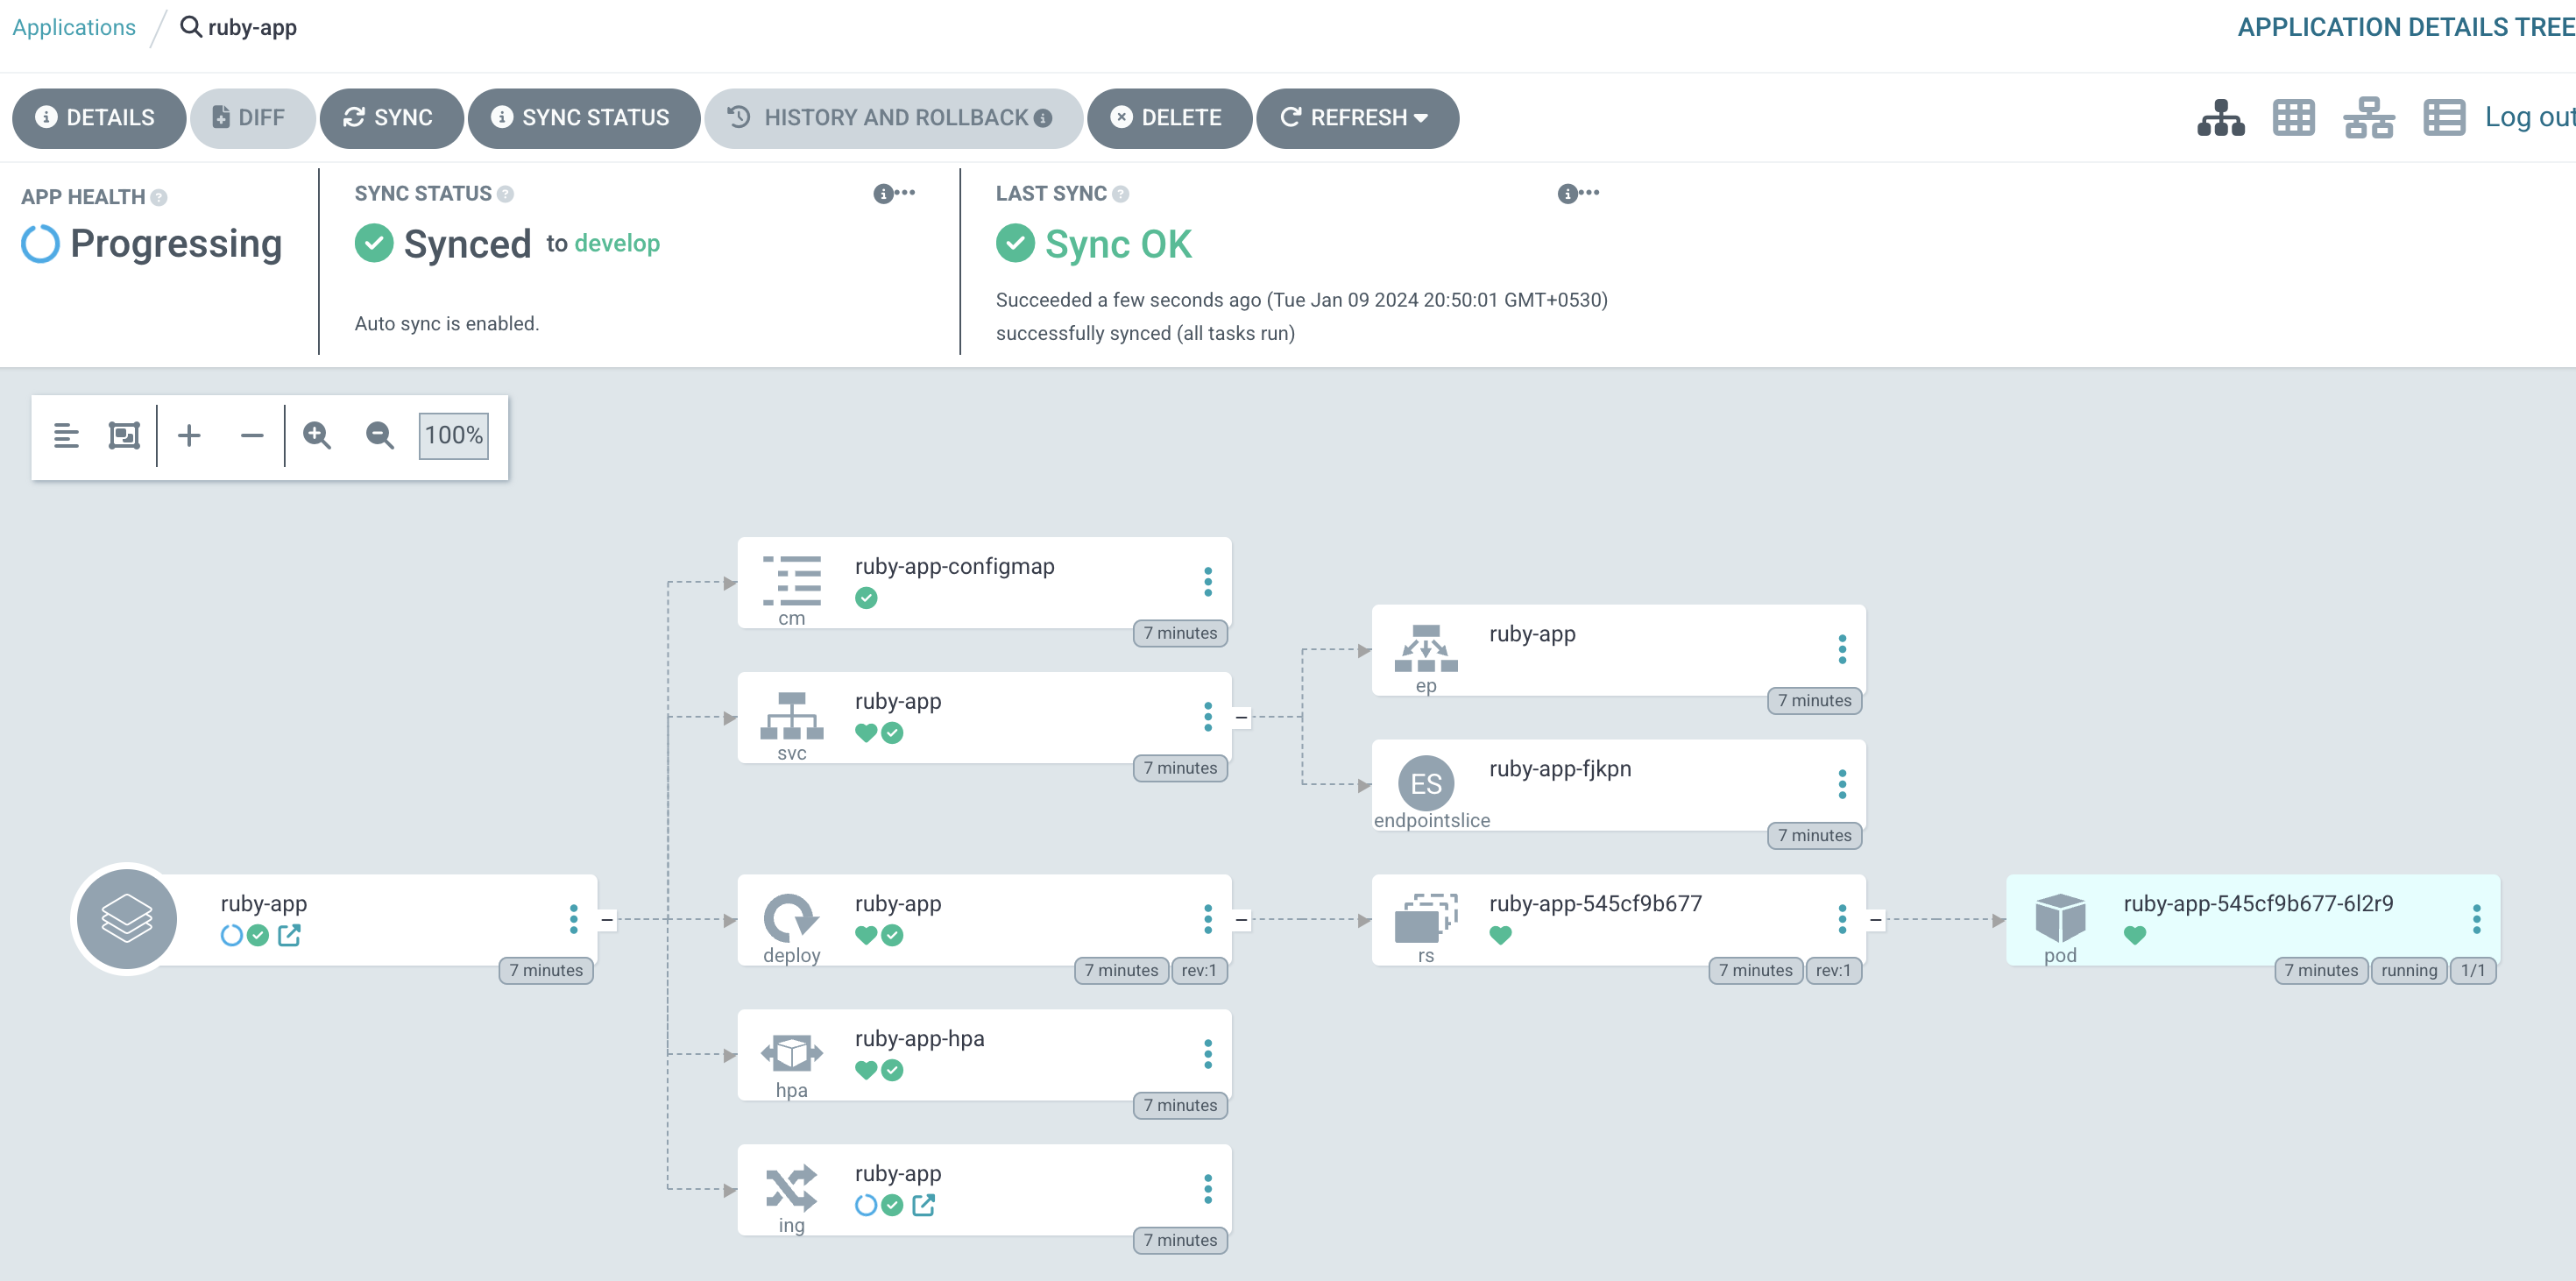 Applications / ruby-app
APPLICATION DETAILS TREE
DETAILS
DIFF
SYNC
SYNC STATUS
HISTORY AND ROLLBACK
DELETE
REFRESH
Log out
APP HEALTH
Progressing
SYNC STATUS
Synced to develop
Auto sync is enabled.
LAST SYNC
Sync OK
Succeeded a few seconds ago (Tue Jan 09 2024 20:50:01 GMT+0530)
successfully synced (all tasks run)
100%
ruby-app-configmap
cm
7 minutes
ruby-app
svc
7 minutes
ruby-app
ep
7 minutes
ES
ruby-app-fjkpn
endpointslice
7 minutes
ruby-app
7 minutes
ruby-app
deploy
7 minutes rev:1
ruby-app-545cf9b677
rs
7 minutes rev:1
ruby-app-545cf9b677-6l2r9
pod
7 minutes running 1/1
ruby-app-hpa
hpa
7 minutes
ruby-app
ing
7 minutes